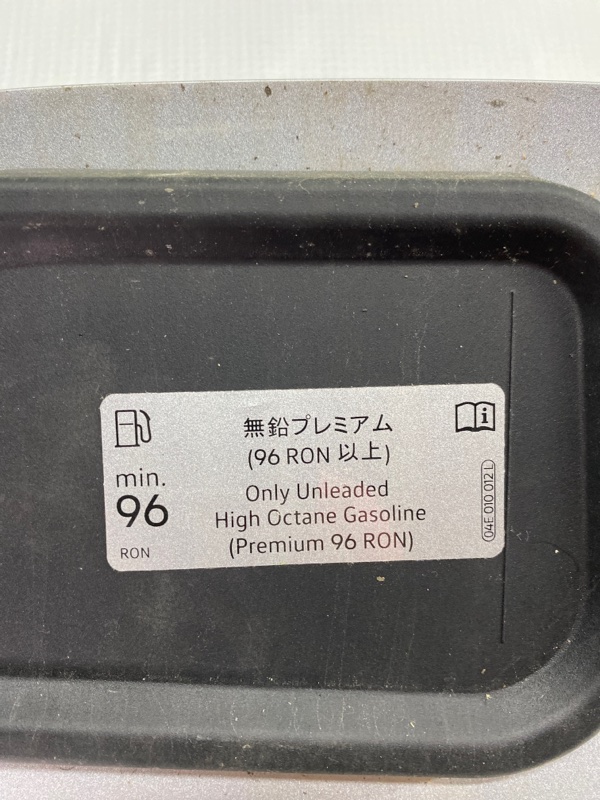 無鉛プレミアム
(96 RON 以上)
min.
96
RON
Only Unleaded
High Octane Gasoline
(Premium 96 RON)
04E 010 012 L